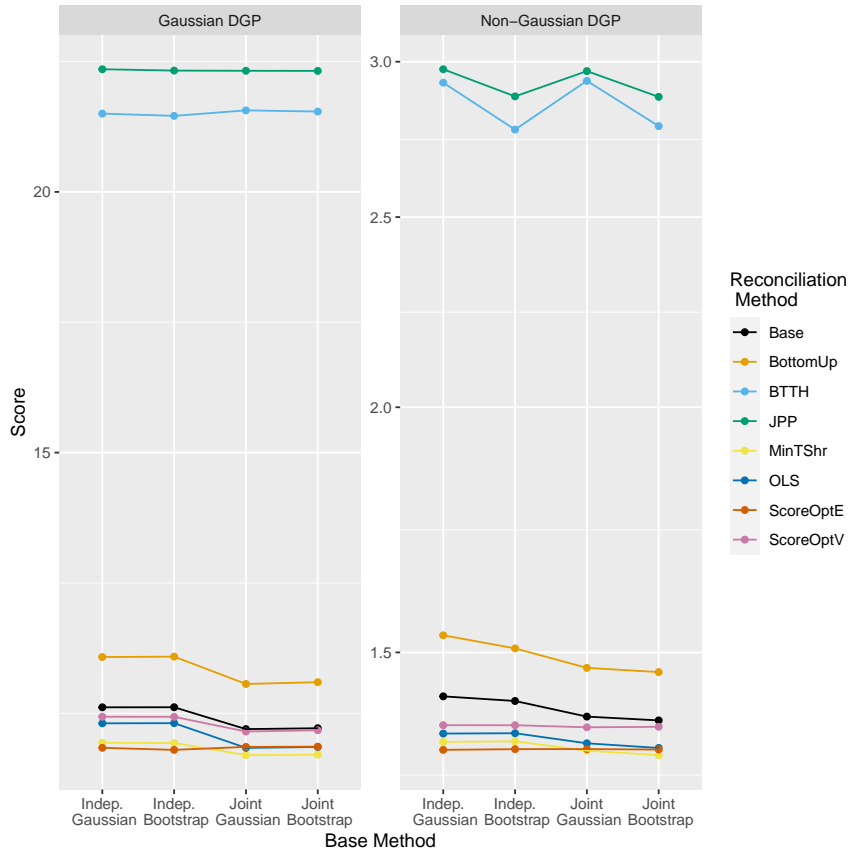 Gaussian DGP
Non−Gaussian DGP
20
15
3.0
2.5
2.0
1.5
Score
Indep.
Gaussian
Indep.
Bootstrap
Joint
Gaussian
Joint
Bootstrap
Indep.
Gaussian
Indep.
Bootstrap
Joint
Gaussian
Joint
Bootstrap
Base Method
Reconciliation
Method
Base
BottomUp
BTTH
JPP
MinTShr
OLS
ScoreOptE
ScoreOptV